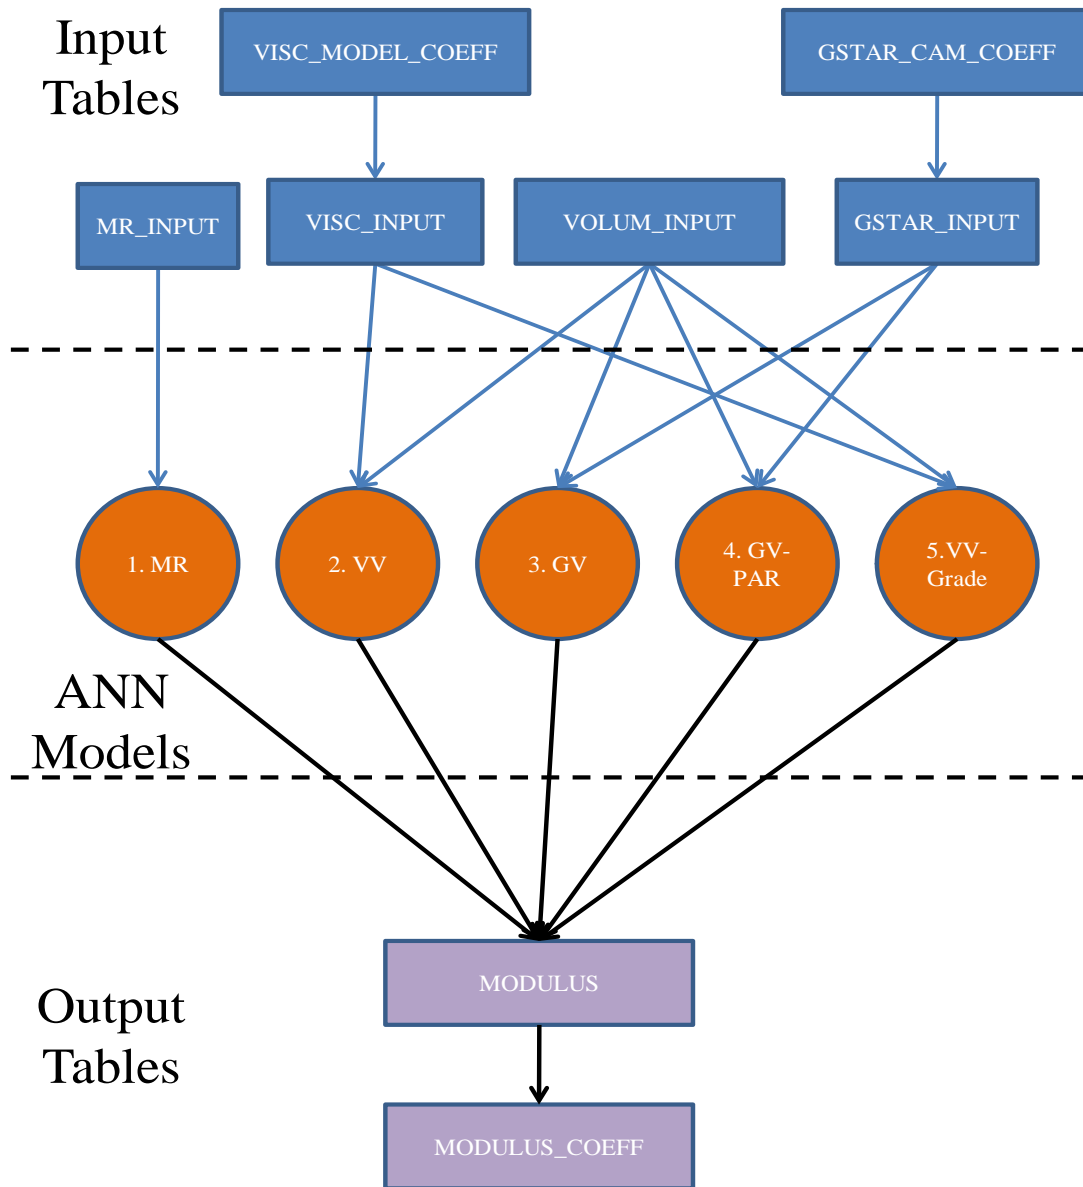 Input
Tables
VISC_MODEL_COEFF
GSTAR_CAM_COEFF
MR_INPUT
VISC_INPUT
VOLUM_INPUT
GSTAR_INPUT
1. MR
2. VV
3. GV
4. GV-
PAR
5.VV-
Grade
ANN
Models
MODULUS
Output
Tables
MODULUS_COEFF